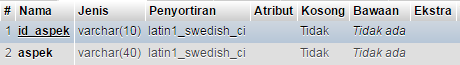 # Nama Jenis Penyortiran Atribut Kosong Bawaan Ekstra
1 id_aspek varchar(10) latin1_swedish_ci Tidak Tidak ada
2 aspek varchar(40) latin1_swedish_ci Tidak Tidak ada